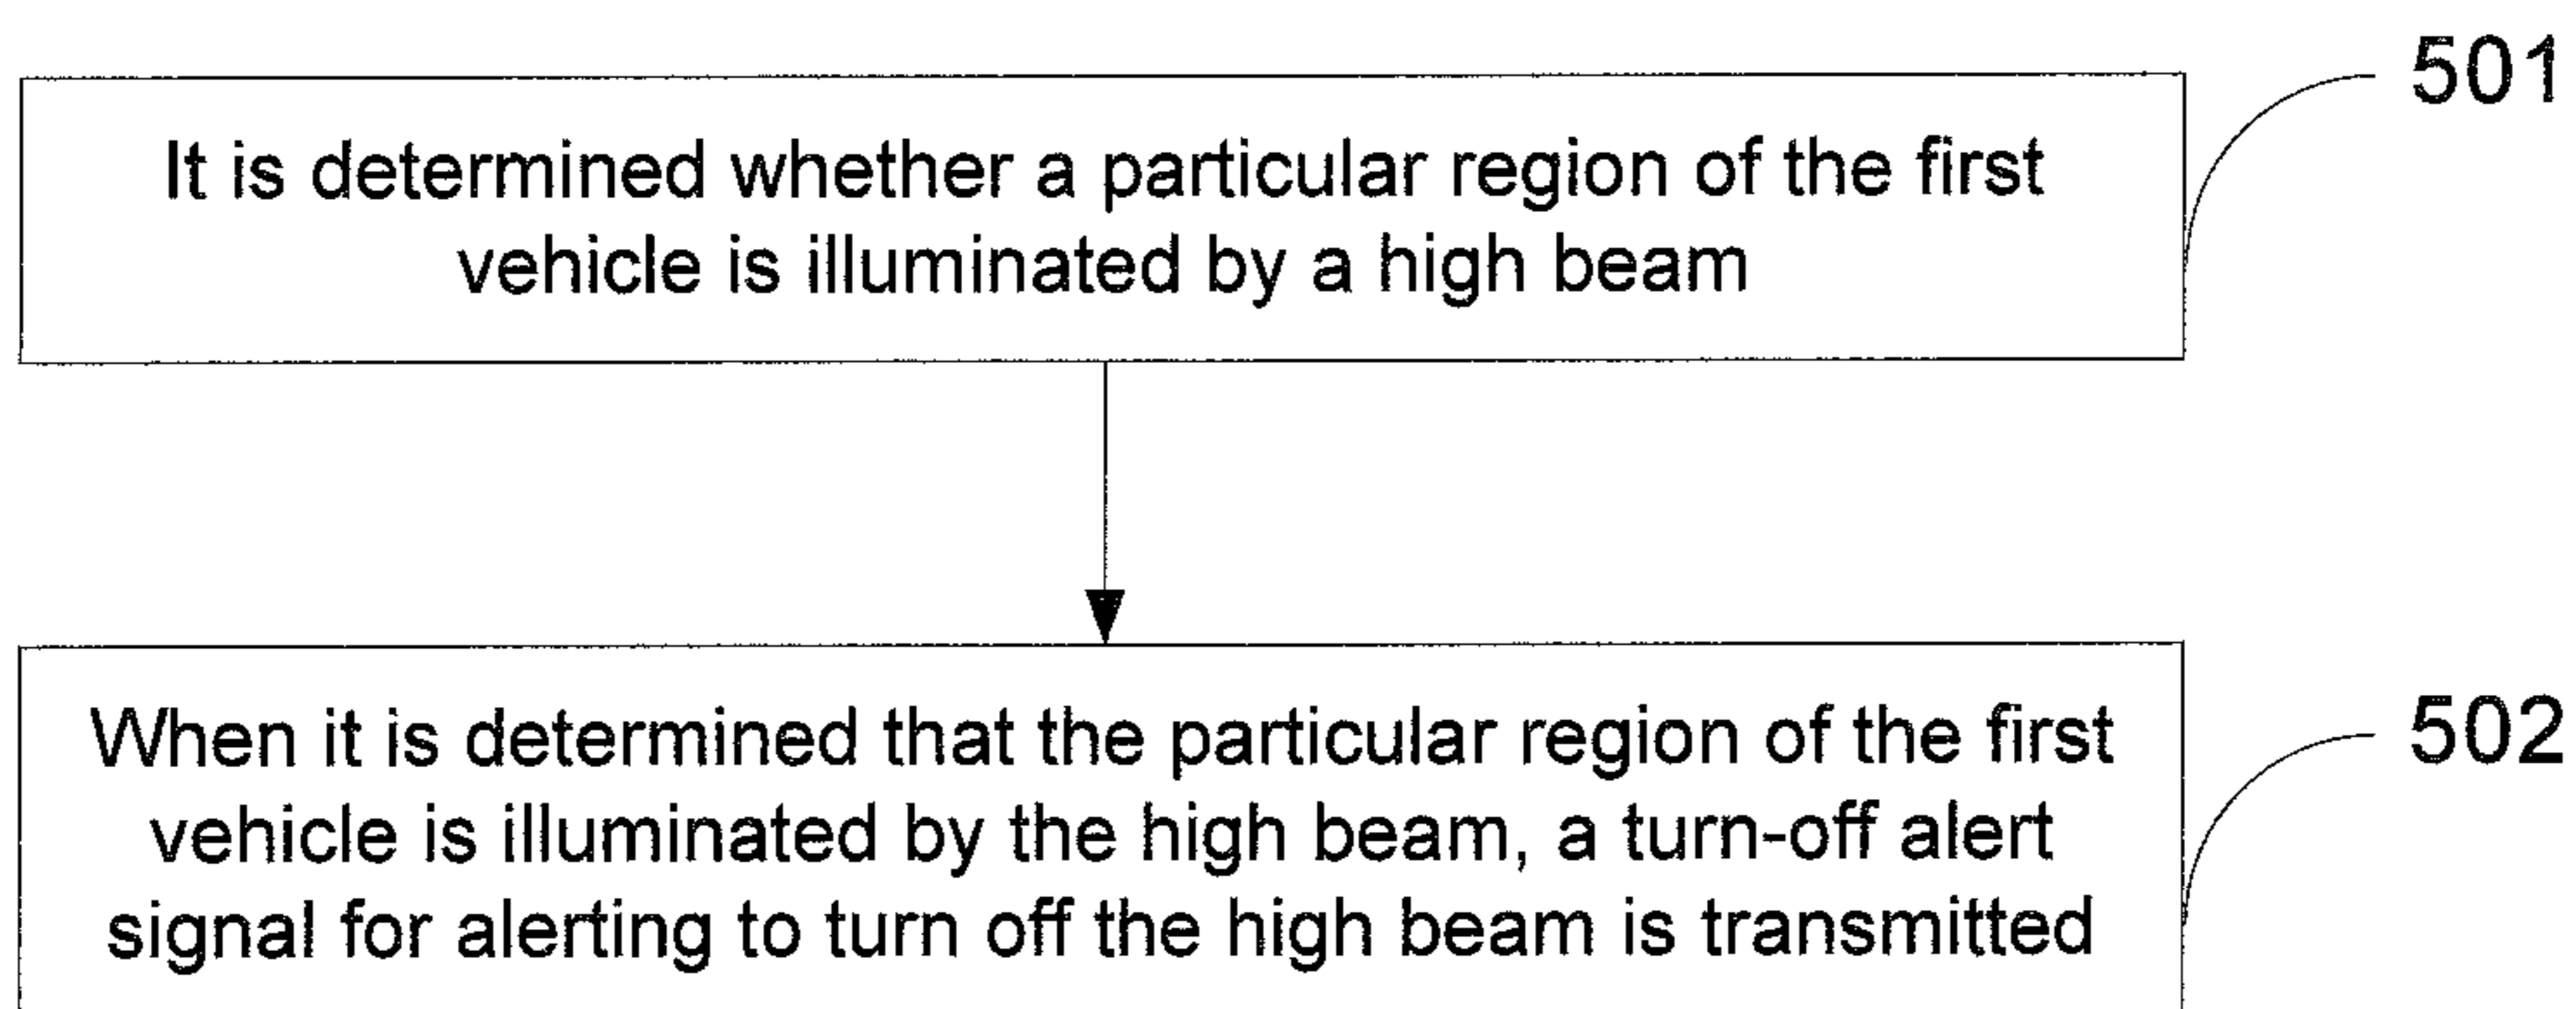 501
It is determined whether a particular region of the first
vehicle is illuminated by a high beam
502
When it is determined that the particular region of the first
vehicle is illuminated by the high beam, a turn-off alert
signal for alerting to turn off the high beam is transmitted